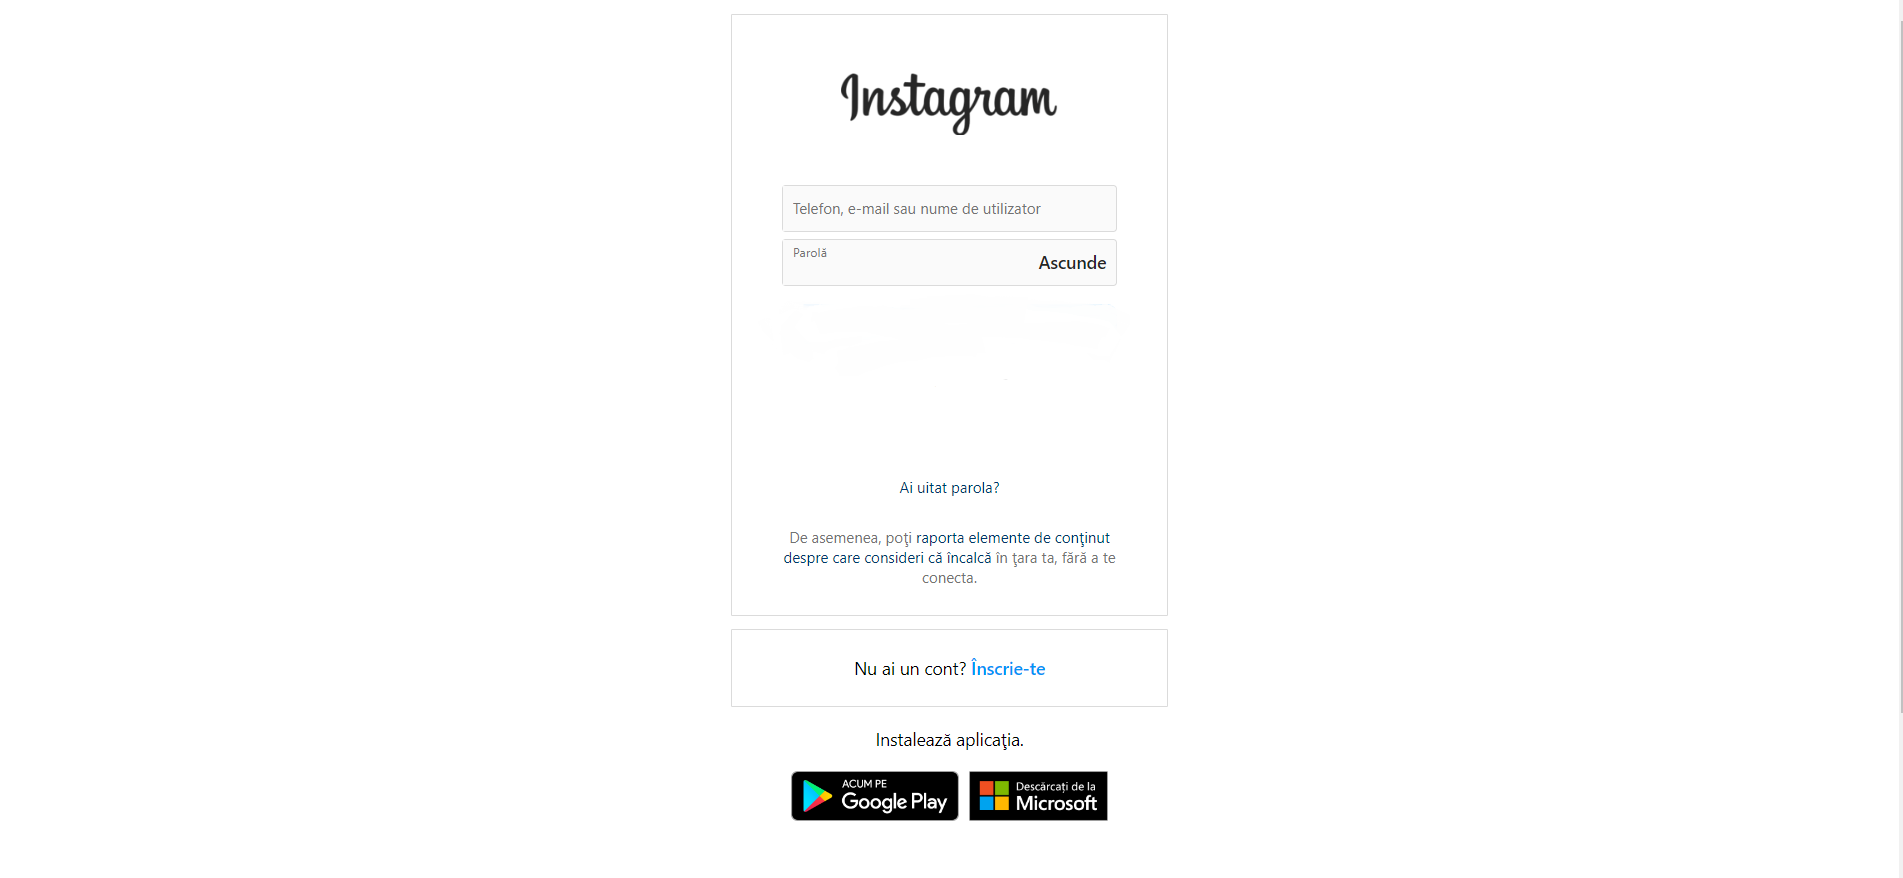 Instagram
Telefon, e-mail sau nume de utilizator
Parolă
Ascunde
Ai uitat parola?
De asemenea, poţi raporta elemente de conţinut
despre care consideri că încalcă în ţara ta, fără a te
conecta.
Nu ai un cont? Înscrie-te
Instalează aplicaţia.
ACUM PE
Google Play
Descărcați de la
Microsoft